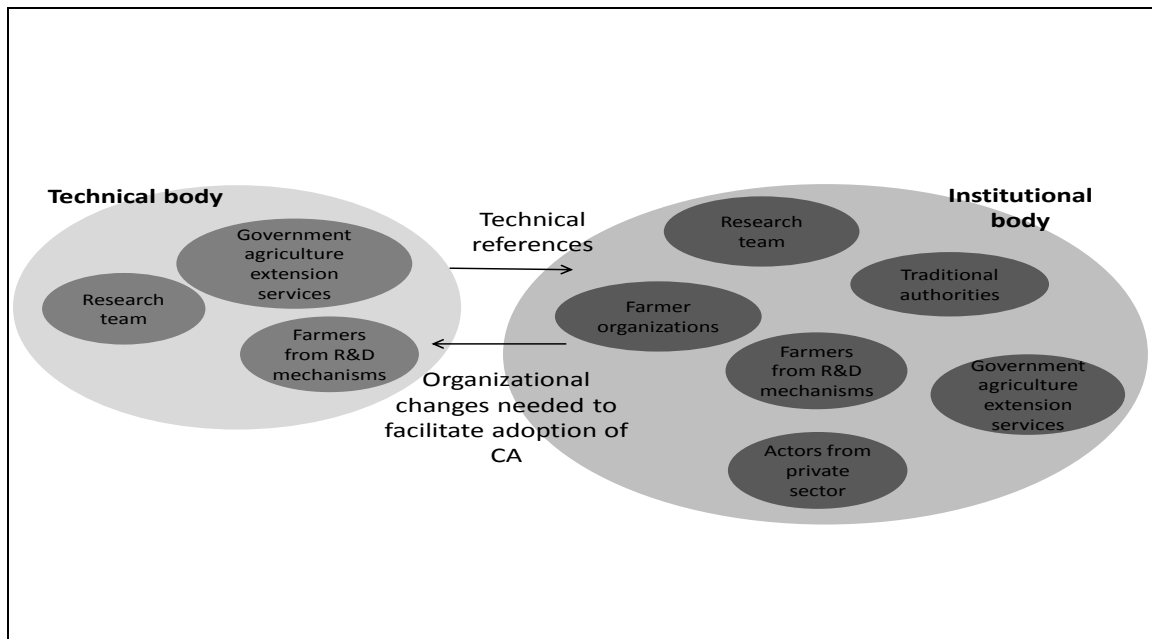 Technical body
Government
agriculture
extension
services
Research
team
Farmers
from R&D
mechanisms
Technical
references
Organizational
changes needed to
facilitate adoption of
CA
Institutional
body
Research
team
Traditional
authorities
Farmer
organizations
Farmers
from R&D
mechanisms
Government
agriculture
extension
services
Actors from
private
sector